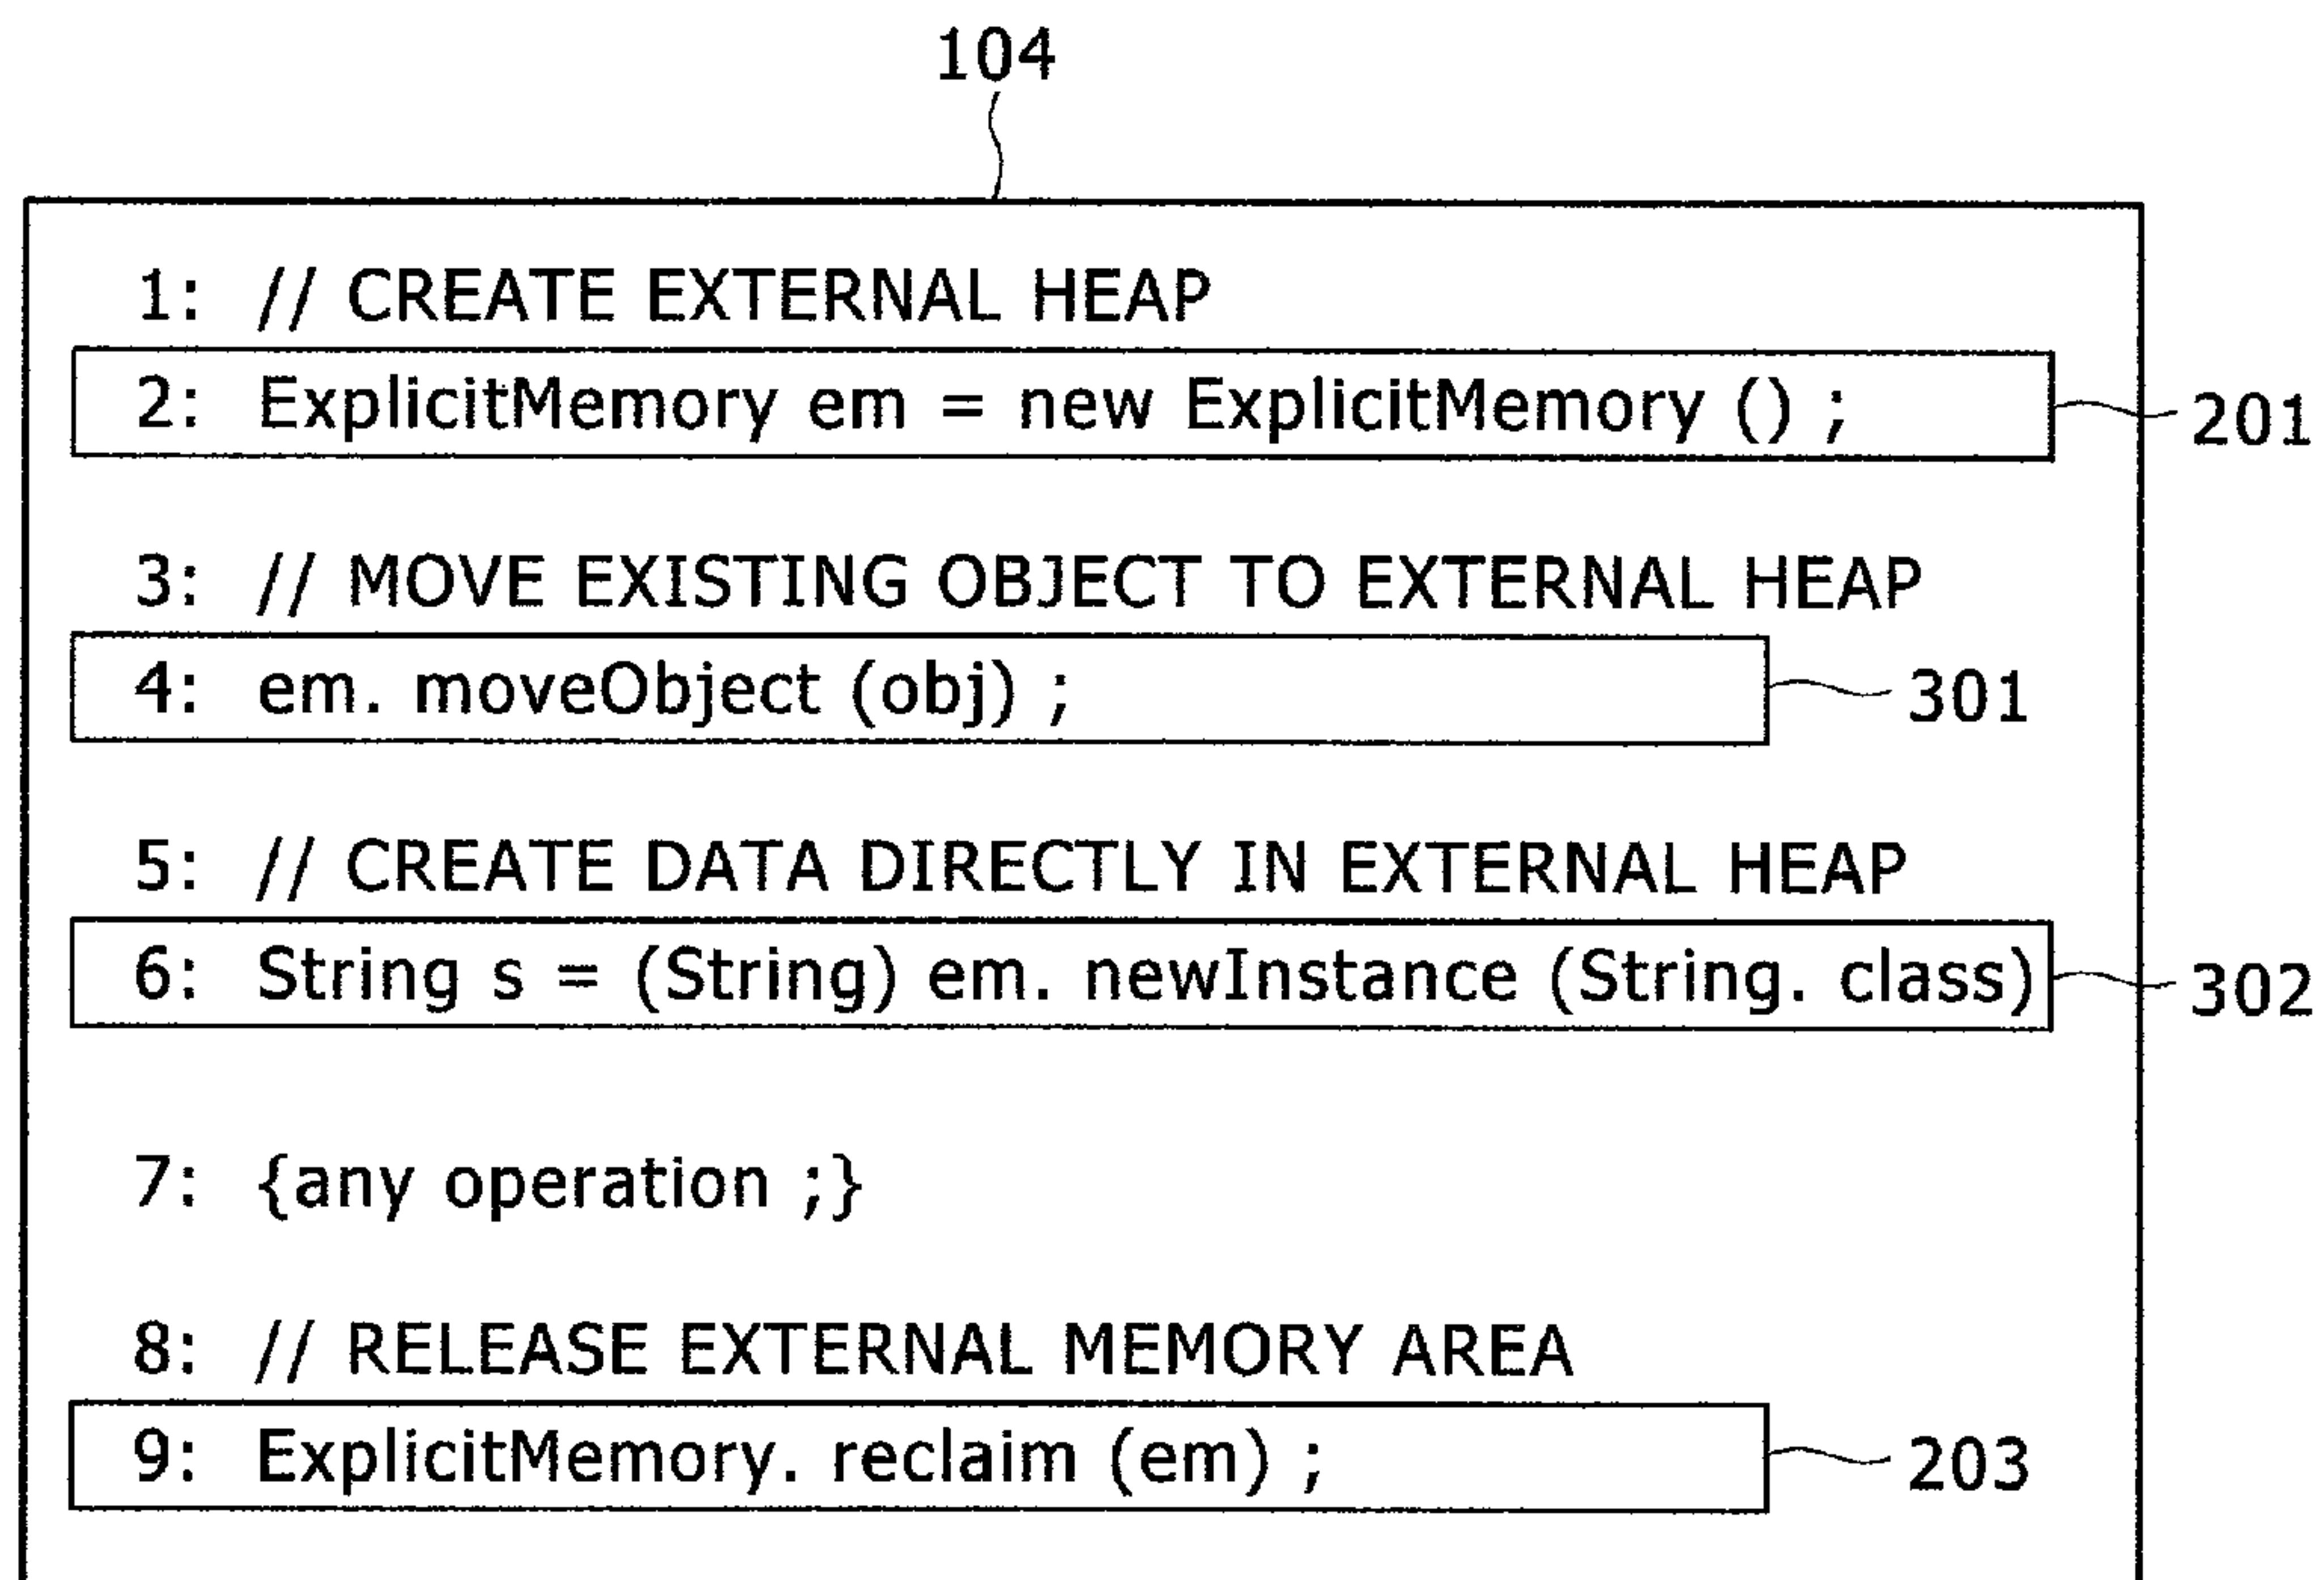 104
1: // CREATE EXTERNAL HEAP
2: ExplicitMemory em = new ExplicitMemory () ;
201
3: // MOVE EXISTING OBJECT TO EXTERNAL HEAP
4: em. moveObject (obj) ;
301
5: // CREATE DATA DIRECTLY IN EXTERNAL HEAP
6: String s = (String) em. newInstance (String. class)
302
7: {any operation ;}
8: // RELEASE EXTERNAL MEMORY AREA
9: ExplicitMemory. reclaim (em) ;
203